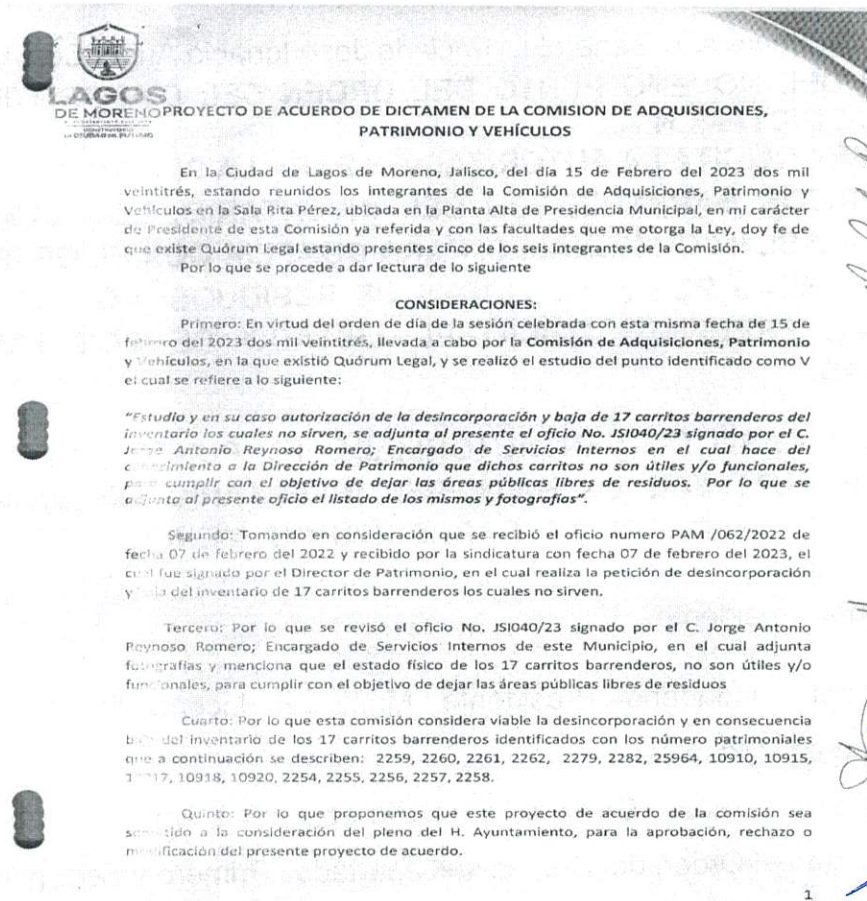 LAGOS
DE MORENO
PROYECTO DE ACUERDO DE DICTAMEN DE LA COMISION DE ADQUISICIONES,
PATRIMONIO Y VEHÍCULOS
En la Ciudad de Lagos de Moreno, Jalisco, del día 15 de Febrero del 2023 dos mil
veintitrés, estando reunidos los integrantes de la Comisión de Adquisiciones, Patrimonio y
Vehículos en la Sala Rita Pérez, ubicada en la Planta Alta de Presidencia Municipal, en mi carácter
de Presidente de esta Comisión ya referida y con las facultades que me otorga la Ley, doy fe de
que existe Quórum Legal estando presentes cinco de los seis integrantes de la Comisión.
Por lo que se procede a dar lectura de lo siguiente
CONSIDERACIONES:
Primero: En virtud del orden de día de la sesión celebrada con esta misma fecha de 15 de
febrero del 2023 dos mil veintitrés, llevada a cabo por la Comisión de Adquisiciones, Patrimonio
y Vehículos, en la que existió Quórum Legal, y se realizó el estudio del punto identificado como V
el cual se refiere a lo siguiente:
"Estudio y en su caso autorización de la desincorporación y baja de 17 carritos barrenderos del
inventario los cuales no sirven, se adjunta al presente el oficio No. JSI040/23 signado por el C.
Jorge Antonio Reynoso Romero; Encargado de Servicios Internos en el cual hace del
conocimiento a la Dirección de Patrimonio que dichos carritos no son útiles y/o funcionales,
para cumplir con el objetivo de dejar las áreas públicas libres de residuos. Por lo que se
adjunta al presente oficio el listado de los mismos y fotografías".
Segundo: Tomando en consideración que se recibió el oficio numero PAM /062/2022 de
fecha 07 de febrero del 2022 y recibido por la sindicatura con fecha 07 de febrero del 2023, el
cual fue signado por el Director de Patrimonio, en el cual realiza la petición de desincorporación
y baja del inventario de 17 carritos barrenderos los cuales no sirven.
Tercero: Por lo que se revisó el oficio No. JSI040/23 signado por el C. Jorge Antonio
Reynoso Romero; Encargado de Servicios Internos de este Municipio, en el cual adjunta
fotografías y menciona que el estado físico de los 17 carritos barrenderos, no son útiles y/o
funcionales, para cumplir con el objetivo de dejar las áreas públicas libres de residuos
Cuarto: Por lo que esta comisión considera viable la desincorporación y en consecuencia
baja del inventario de los 17 carritos barrenderos identificados con los número patrimoniales
que a continuación se describen: 2259, 2260, 2261, 2262, 2279, 2282, 25964, 10910, 10915,
10918, 10920, 2254, 2255, 2256, 2257, 2258.
Quinto: Por lo que proponemos que este proyecto de acuerdo de la comisión sea
sometido a la consideración del pleno del H. Ayuntamiento, para la aprobación, rechazo o
modificación del presente proyecto de acuerdo.
1